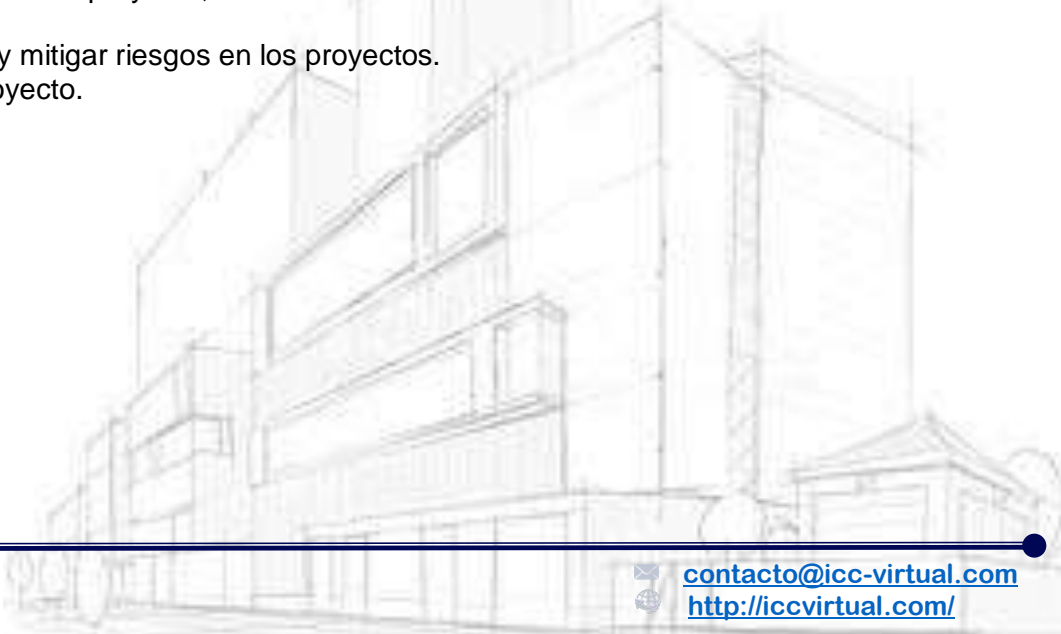 y mitigar riesgos en los proyectos.
oyecto.
contacto@icc-virtual.com
http://iccvirtual.com/